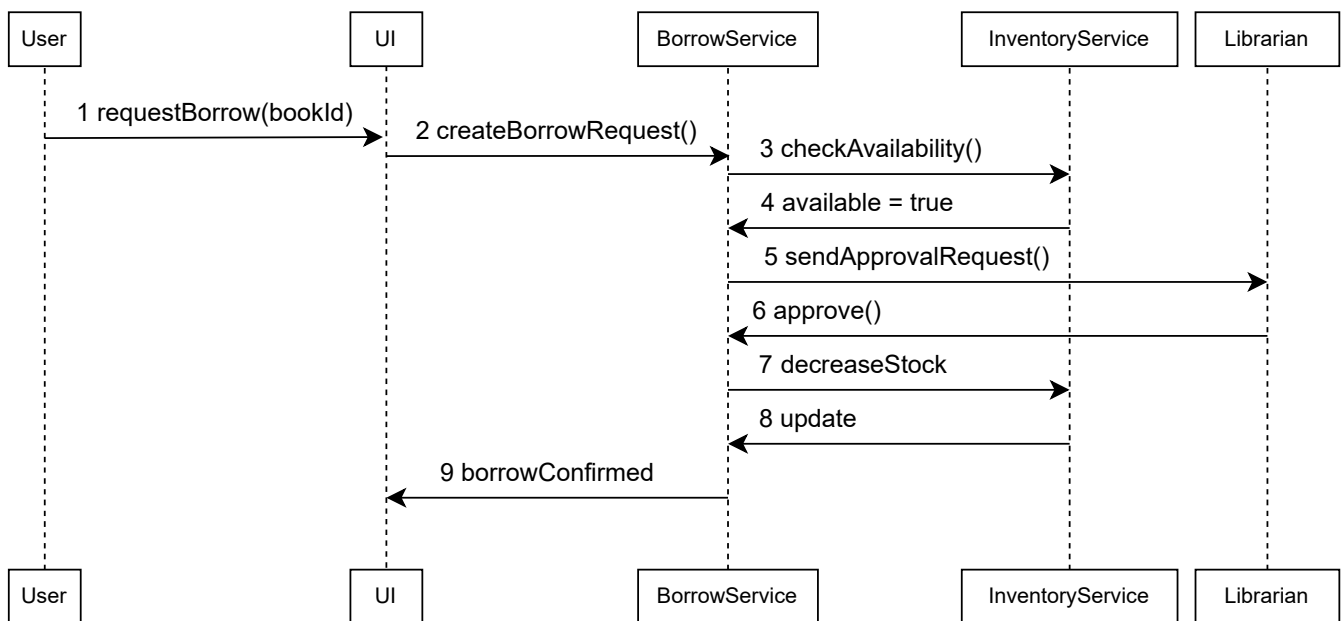 User
UI
BorrowService
InventoryService
Librarian
1 requestBorrow(bookId)
2 createBorrowRequest()
3 checkAvailability()
4 available = true
5 sendApprovalRequest()
6 approve()
7 decreaseStock
8 update
9 borrowConfirmed
User
UI
BorrowService
InventoryService
Librarian